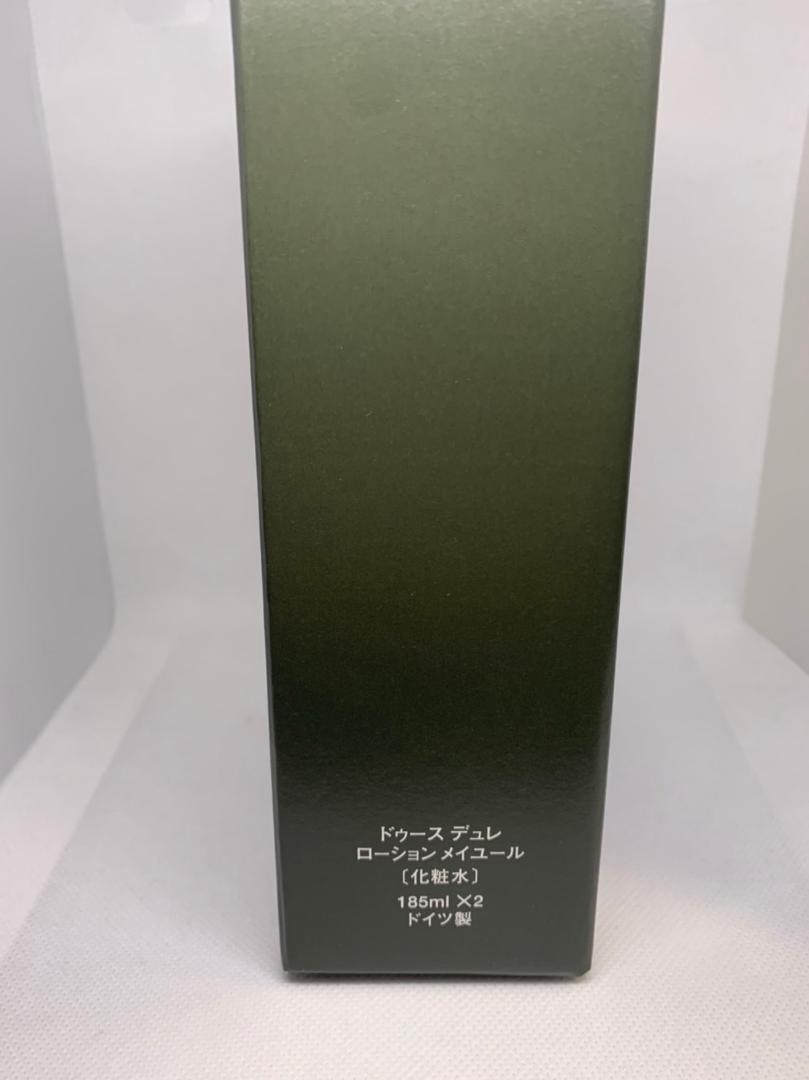 ドゥース デュレ
ローション メイユール
〔化粧水〕
185ml ×2
ドイツ製